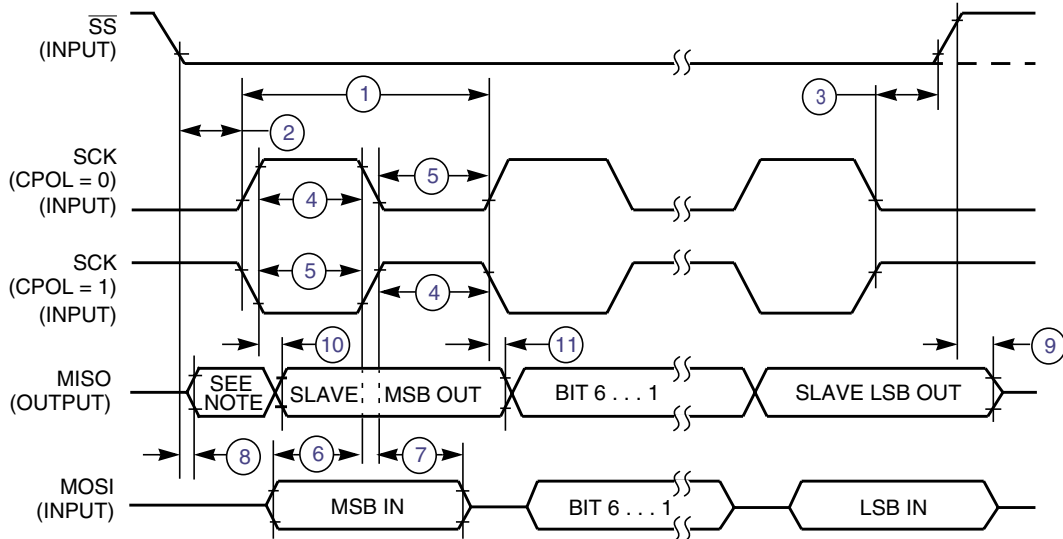 SS
(INPUT)
1
3
2
SCK
(CPOL = 0)
(INPUT)
5
4
SCK
(CPOL = 1)
(INPUT)
5
4
10
11
9
MISO
(OUTPUT)
SEE
NOTE
SLAVE
MSB OUT
BIT 6 . . . 1
SLAVE LSB OUT
8
6
7
MOSI
(INPUT)
MSB IN
BIT 6 . . . 1
LSB IN